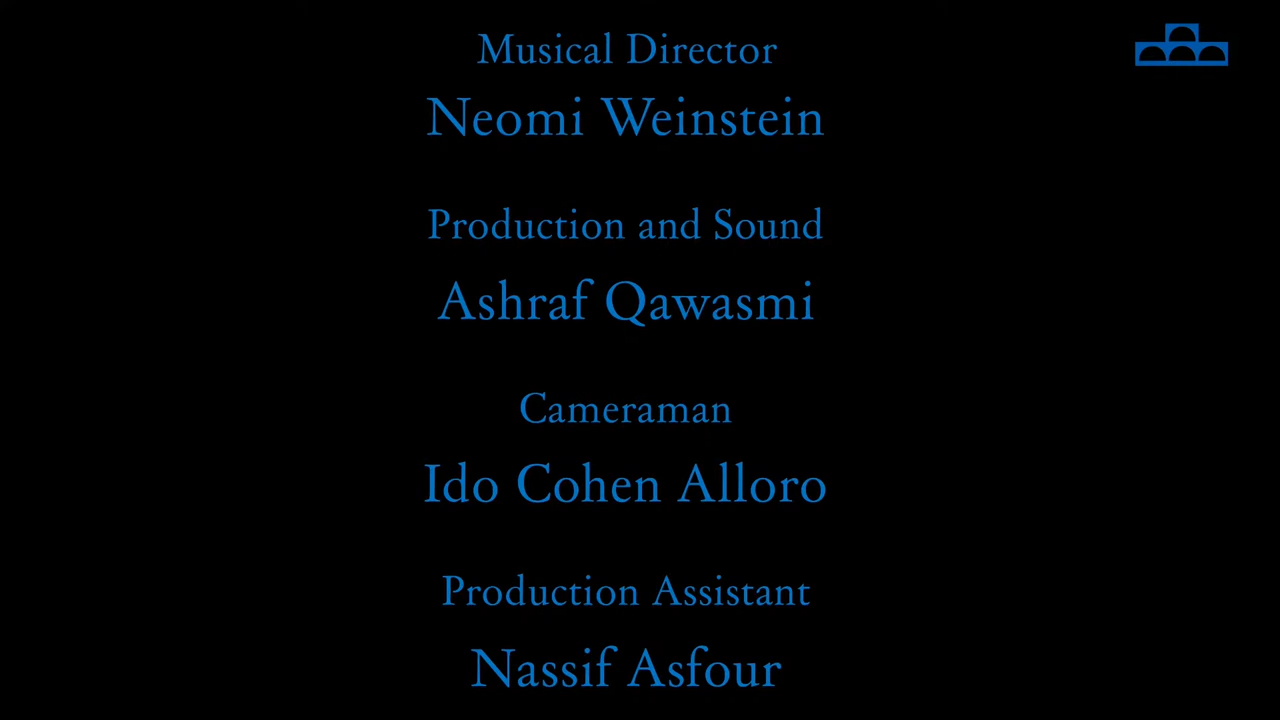 Musical Director
Neomi Weinstein
Production and Sound
Ashraf Qawasmi
Cameraman
Ido Cohen Alloro
Production Assistant
Nassif Asfour